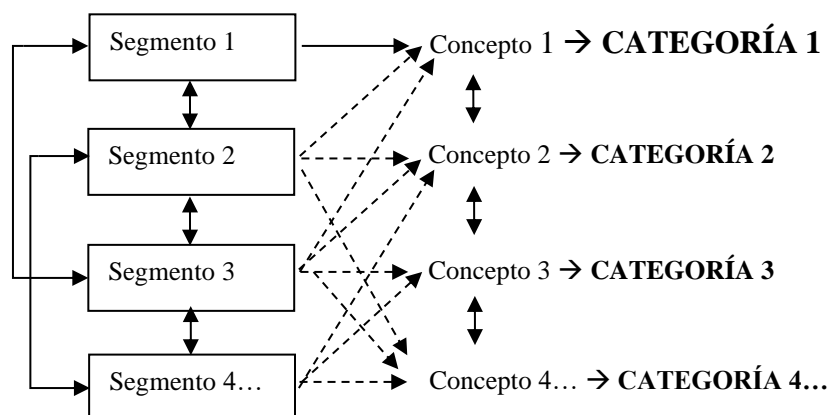 Segmento 1 Concepto 1 → CATEGORÍA 1
Segmento 2 Concepto 2 → CATEGORÍA 2
Segmento 3 Concepto 3 → CATEGORÍA 3
Segmento 4… Concepto 4… → CATEGORÍA 4…